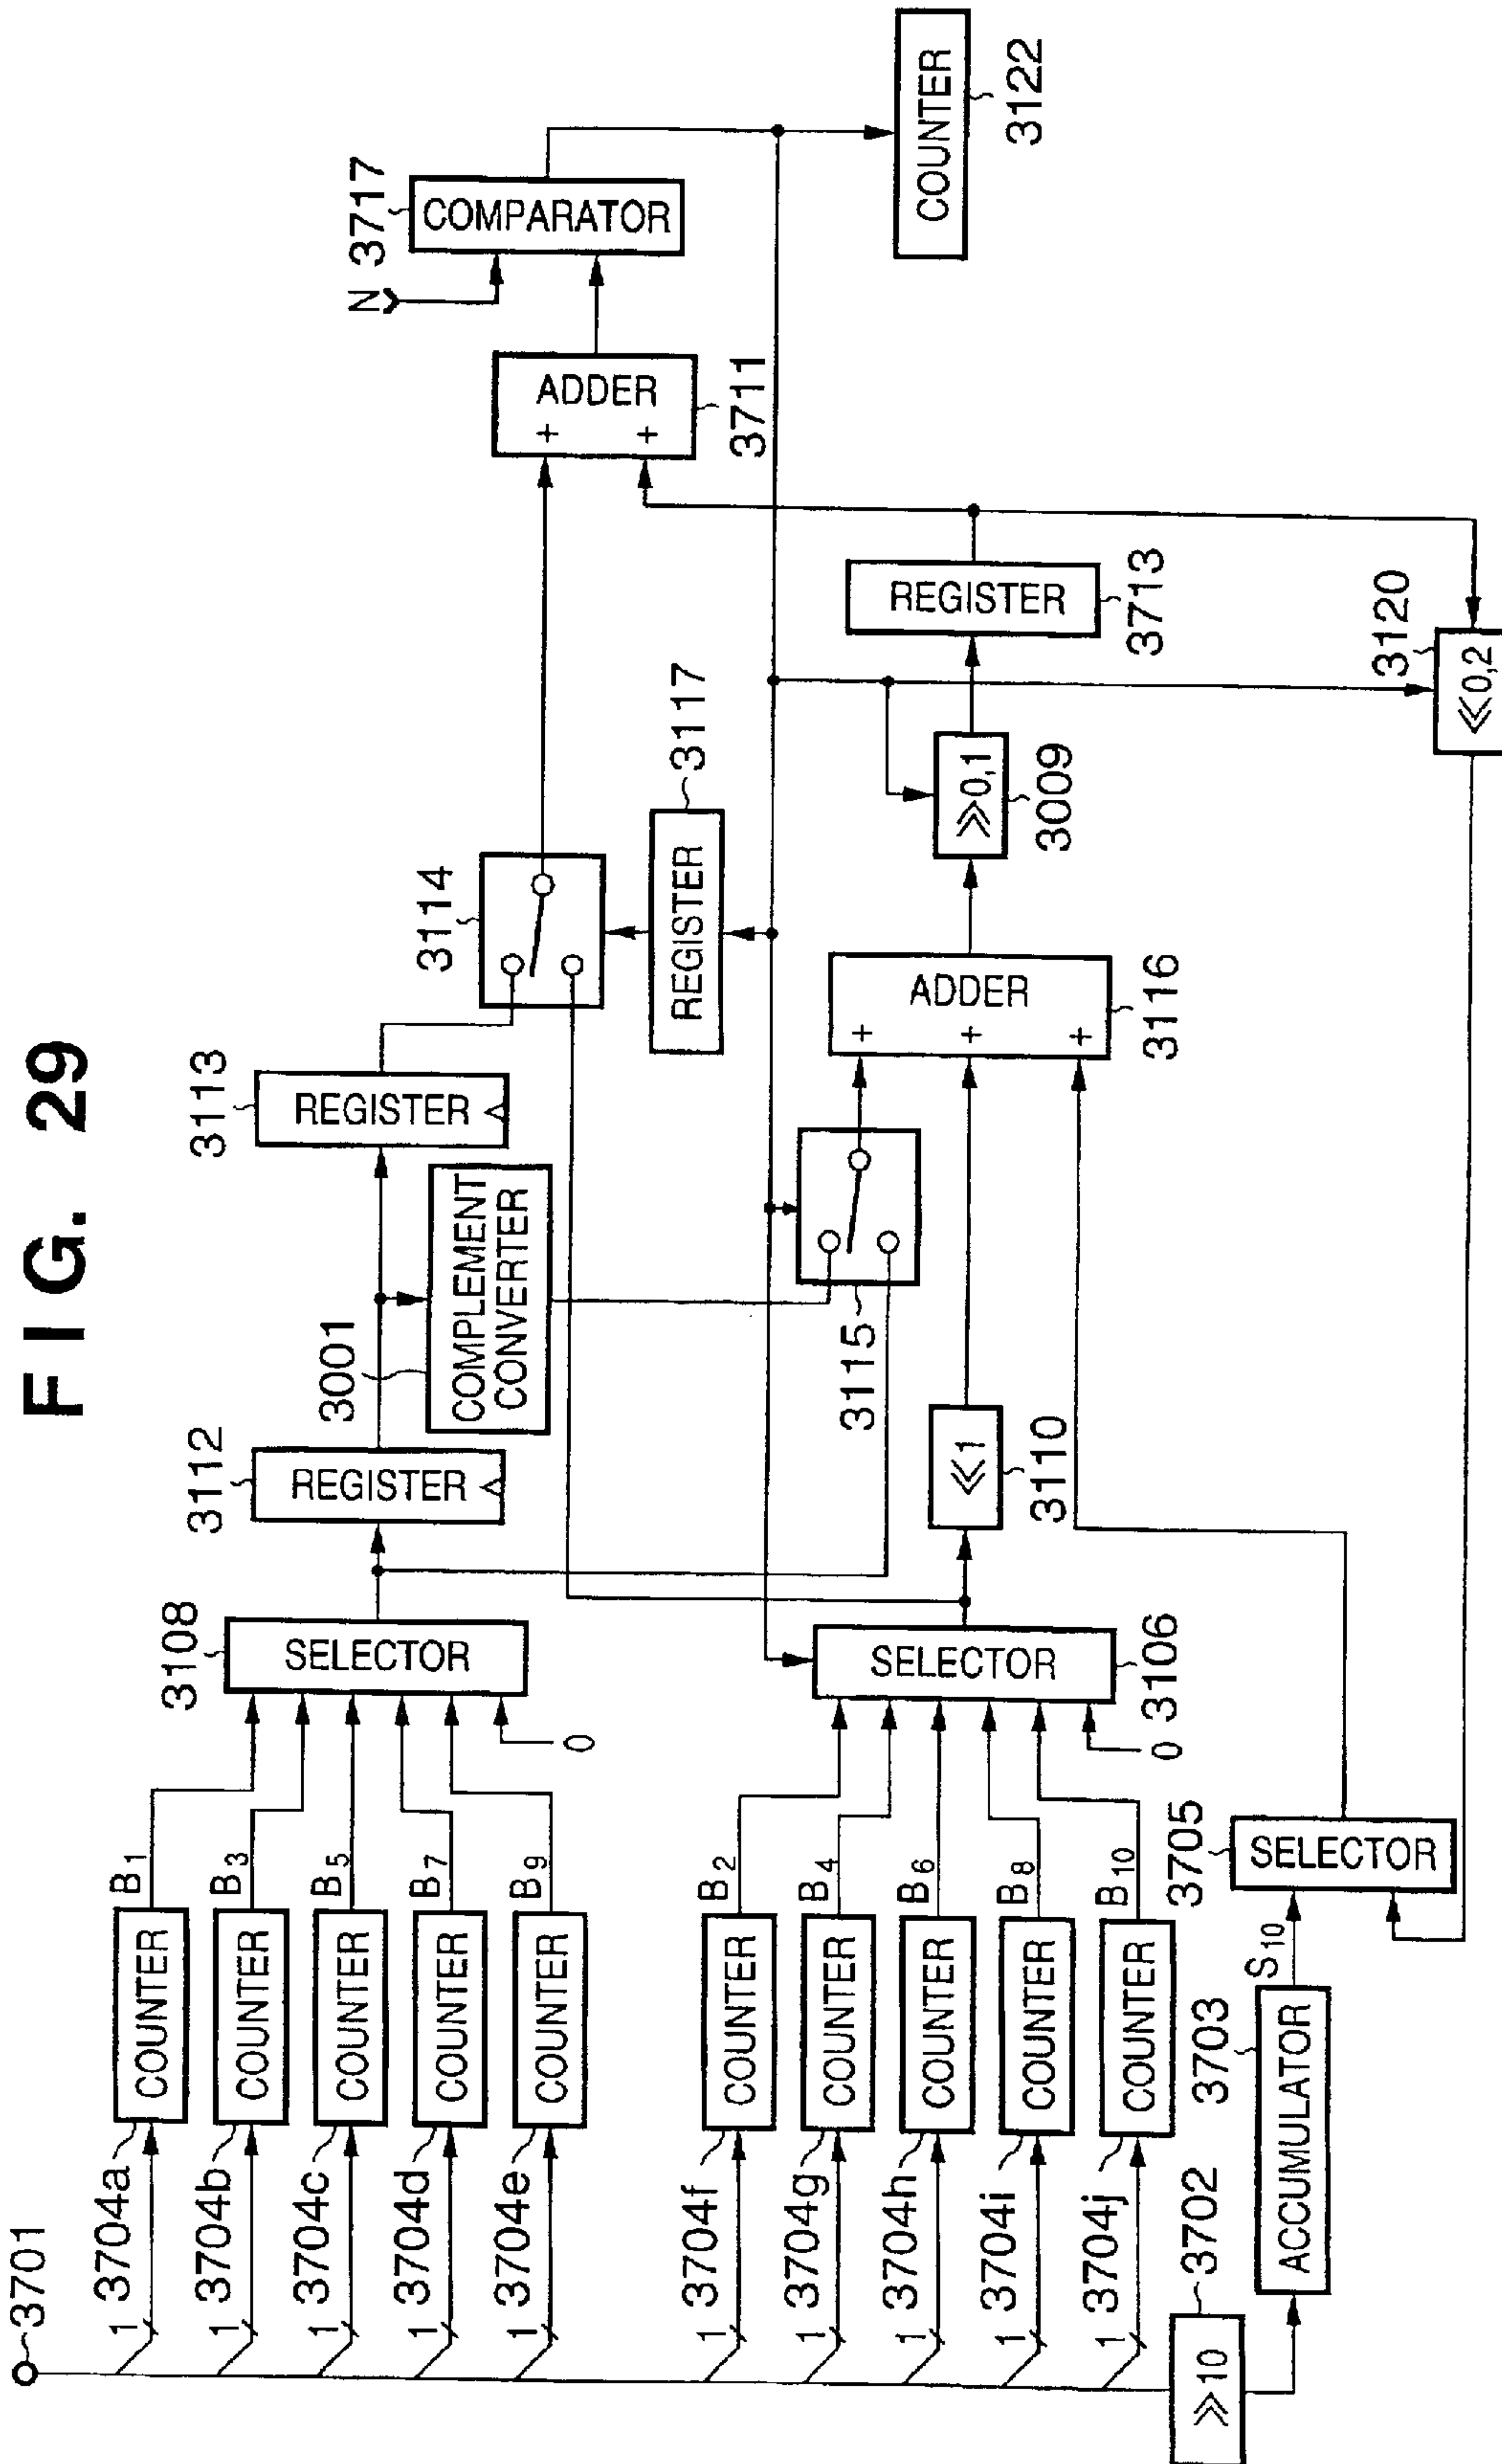 FIG. 29
3701
3704a
COUNTER
B1
3704b
COUNTER
B3
3704c
COUNTER
B5
3704d
COUNTER
B7
3704e
COUNTER
B9
1
1
1
1
1
3108
SELECTOR
0
3112
REGISTER
3001
COMPLEMENT
CONVERTER
3113
REGISTER
3114
3117
REGISTER
ADDER
+
+
3711
N
3717
COMPARATOR
COUNTER
3122
3704f
COUNTER
B2
3704g
COUNTER
B4
3704h
COUNTER
B6
3704i
COUNTER
B8
3704j
COUNTER
B10
1
1
1
1
1
SELECTOR
3106
0
≪1
3110
3115
ADDER
+
+
+
3116
≫0,1
3009
REGISTER
3713
3120
≪0,2
≫10
3702
ACCUMULATOR
3703
S10
3705
SELECTOR